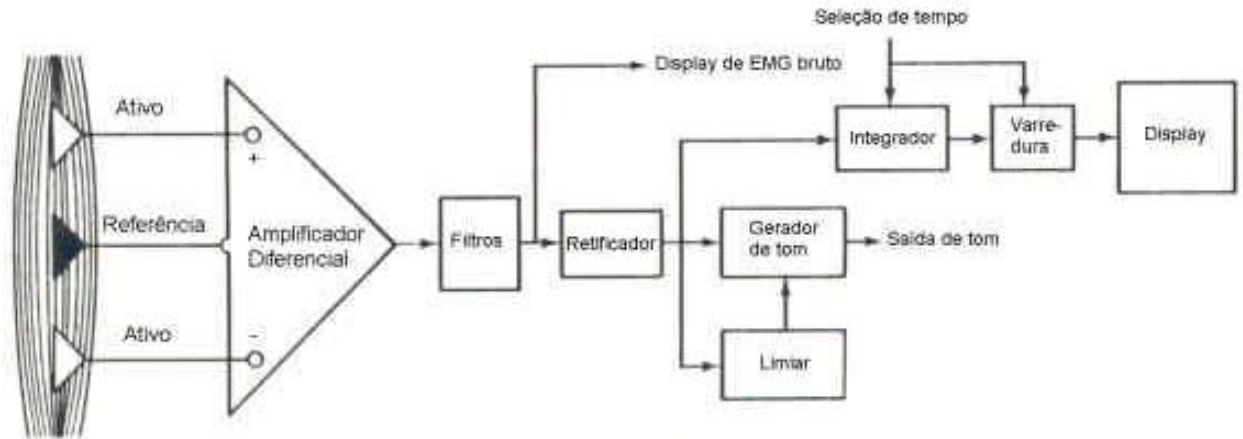 Seleção de tempo
Display de EMG bruto
Ativo
+
Integrador
Varre-
dura
Display
Referência
Amplificador
Diferencial
Filtros
Retificador
Gerador
de tom
Saída de tom
Ativo
-
Limiar